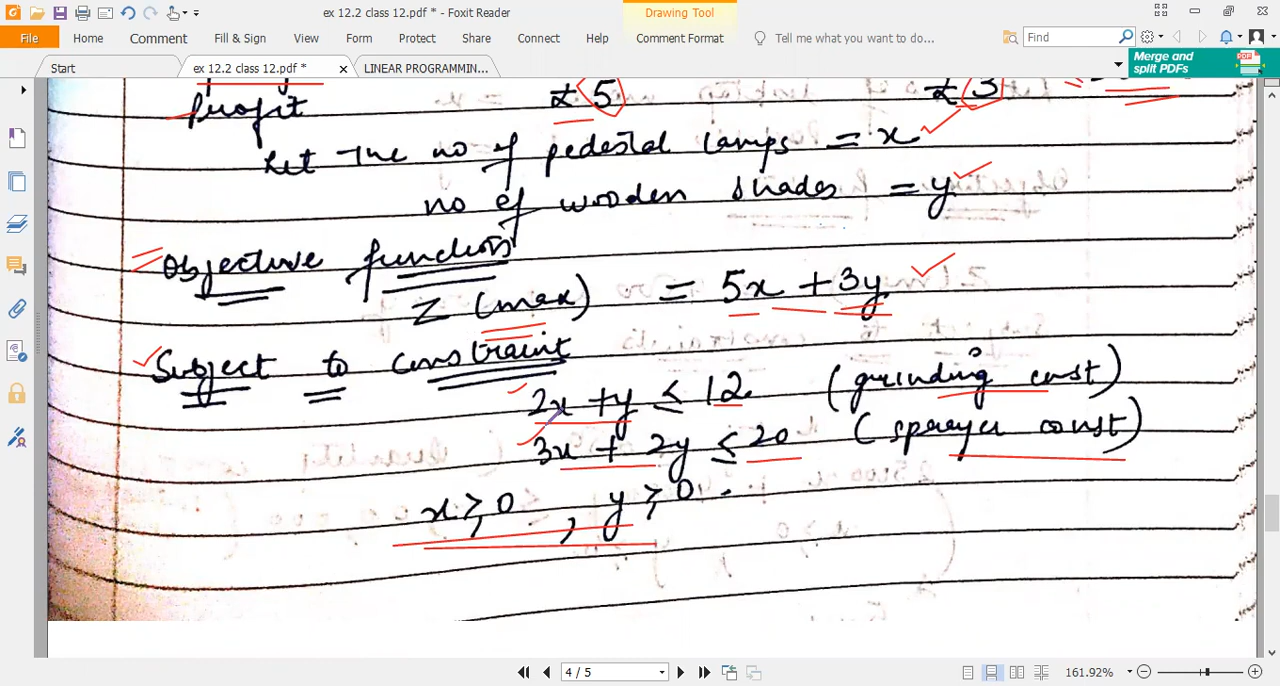 ex 12.2 class 12.pdf * - Foxit Reader
Drawing Tool
File Home Comment Fill & Sign View Form Protect Share Connect Help Comment Format Tell me what you want to do... Find
Start ex 12.2 class 12.pdf * LINEAR PROGRAMMIN... Merge and split PDFs
profit ₹ 5 ₹ 3
Let The no of pedestal lamps = x
no of wooden shades = y
Objective function
Z (max) = 5x + 3y
Subject to constraint
2x + y ≤ 12 (grinding const)
3x + 2y ≤ 20 (sprayer const)
x ≥ 0, y ≥ 0.
4 / 5 161.92%